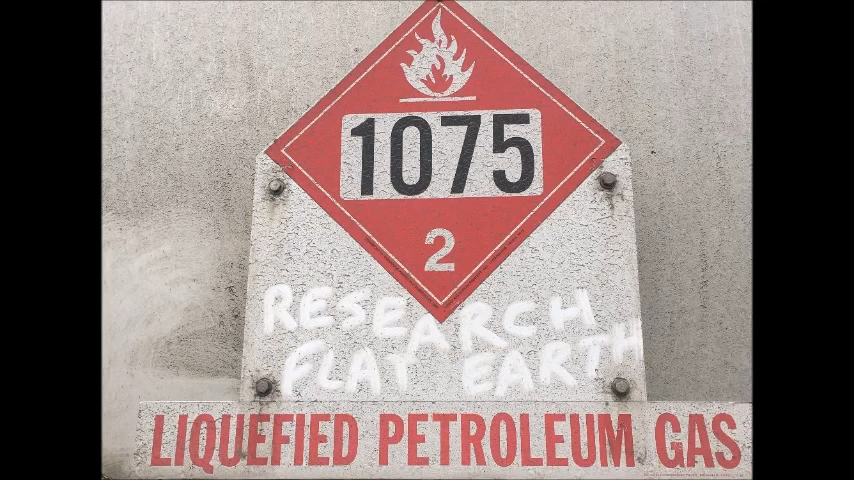 1075
2
RESEARCH
FLAT EARTH
LIQUEFIED PETROLEUM GAS